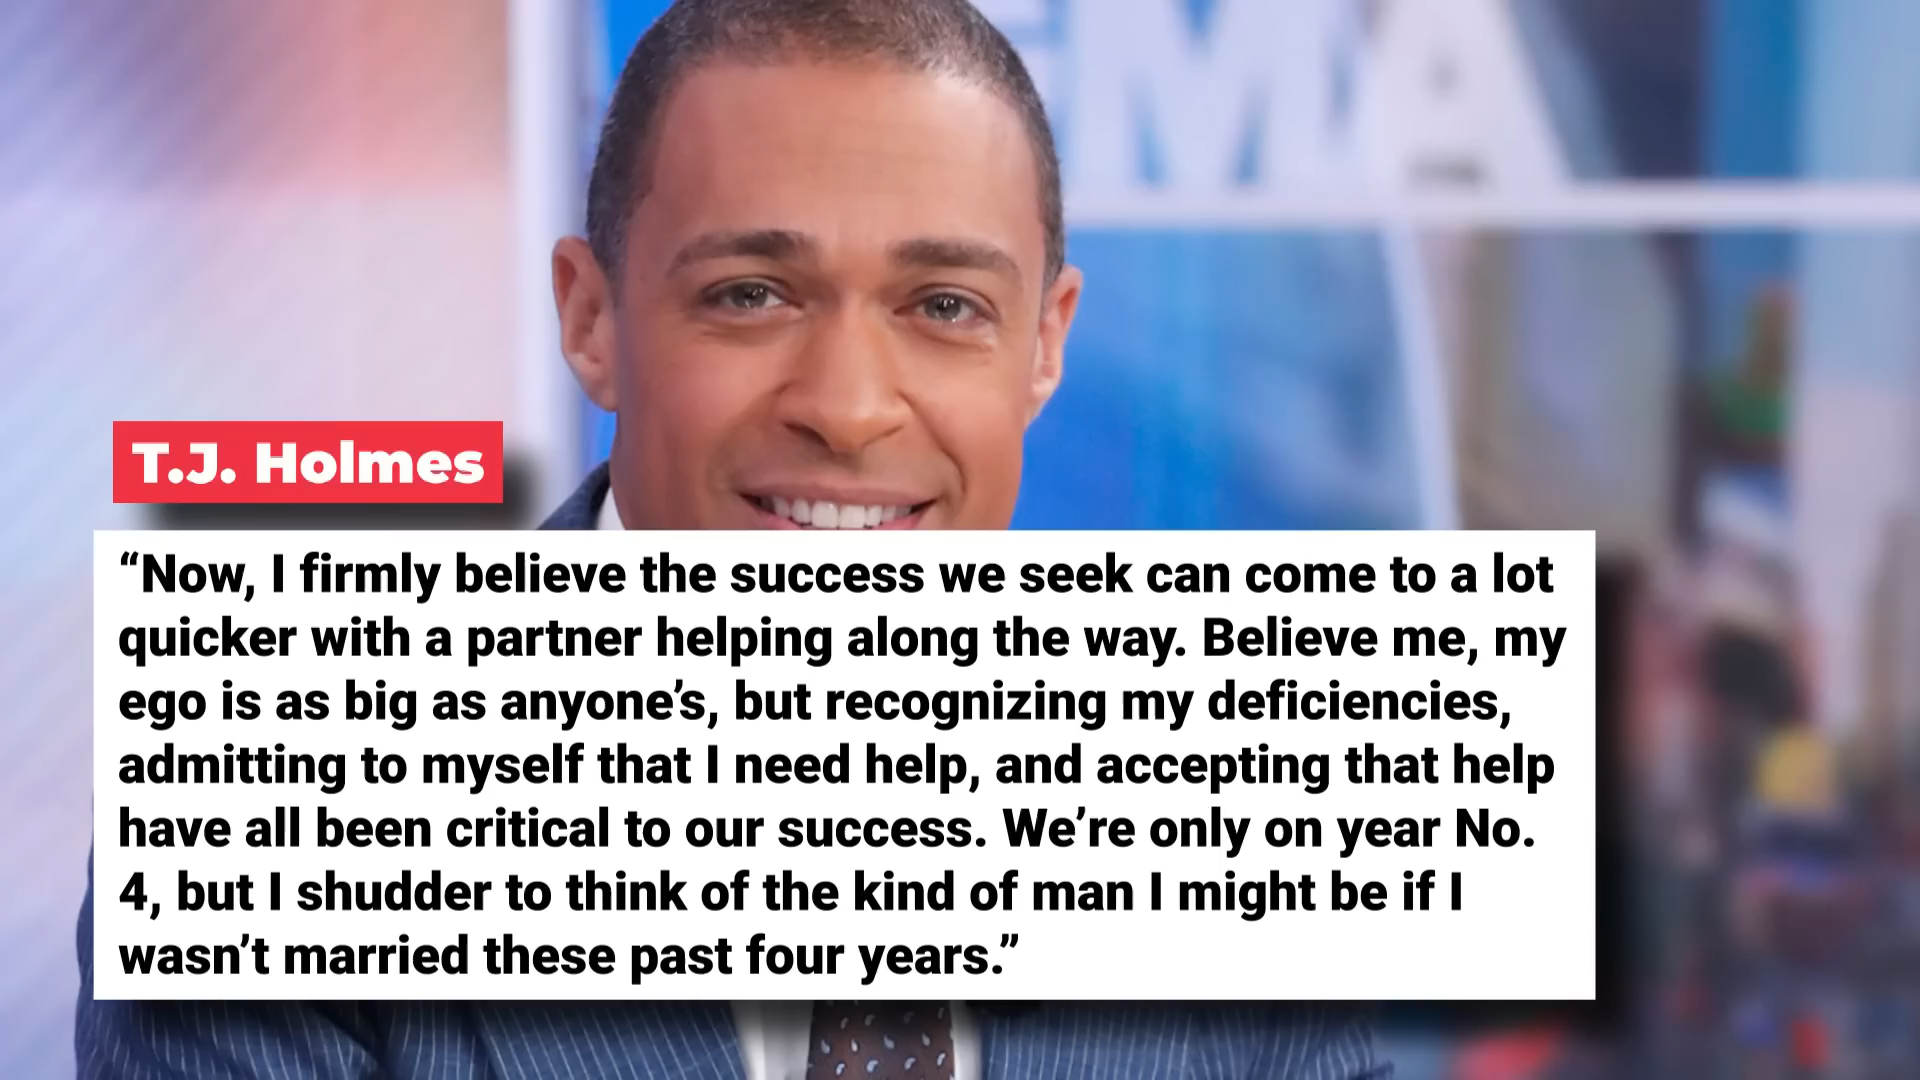 MA
T.J. Holmes
“Now, I firmly believe the success we seek can come to a lot
quicker with a partner helping along the way. Believe me, my
ego is as big as anyone’s, but recognizing my deficiencies,
admitting to myself that I need help, and accepting that help
have all been critical to our success. We’re only on year No.
4, but I shudder to think of the kind of man I might be if I
wasn’t married these past four years.”